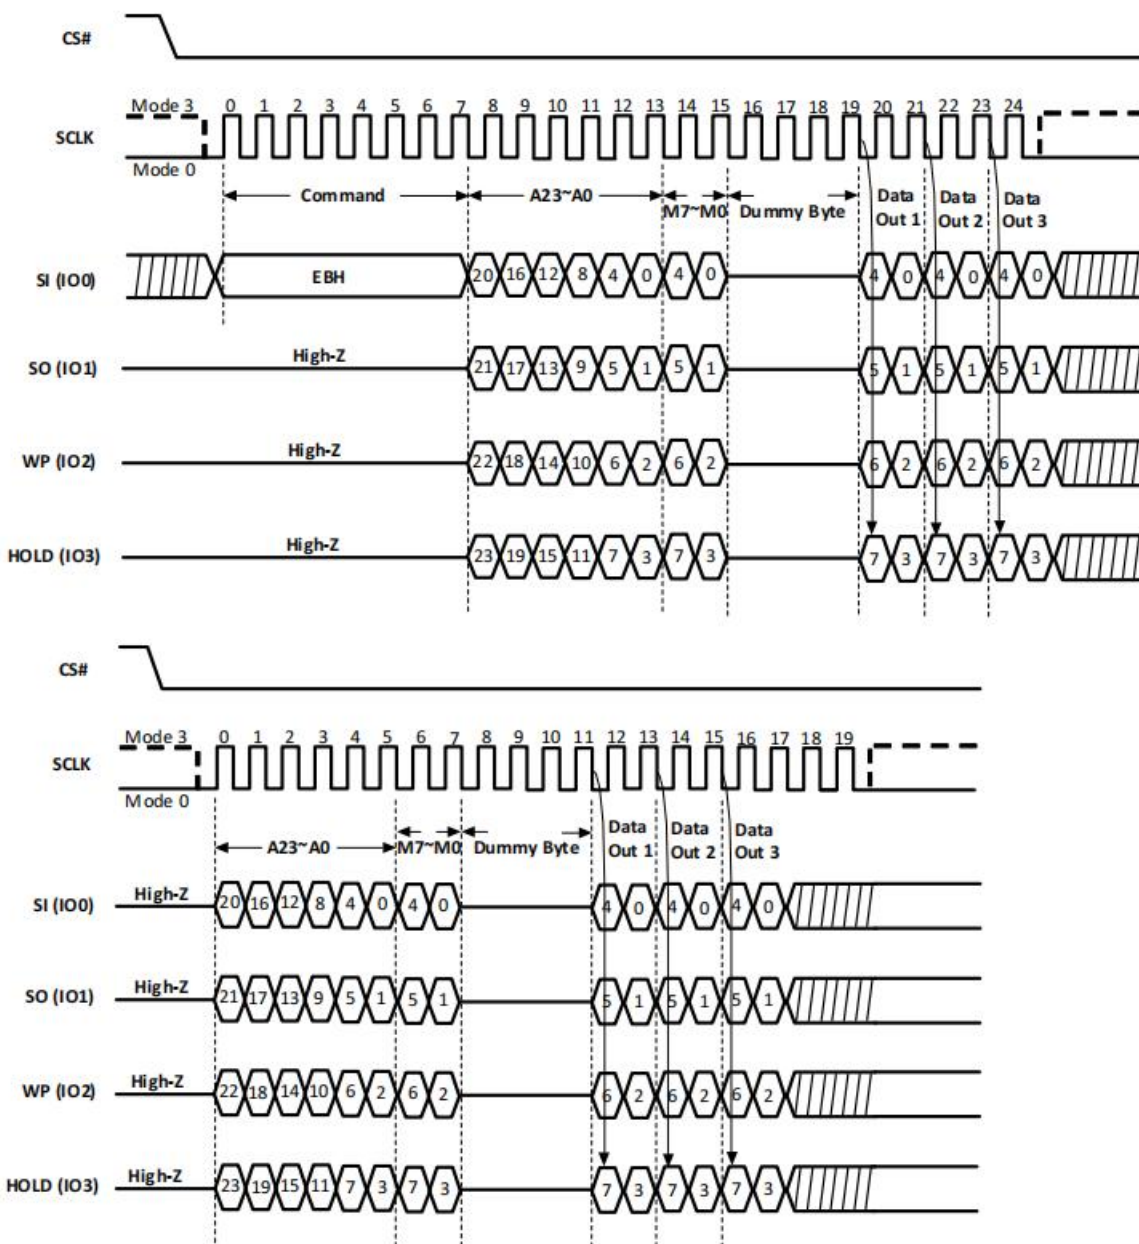 CS#
Mode 3 0 1 2 3 4 5 6 7 8 9 10 11 12 13 14 15 16 17 18 19 20 21 22 23 24
SCLK
Mode 0
Command A23~A0 M7~M0 Dummy Byte Data Out 1 Data Out 2 Data Out 3
SI (IO0) EBH 20 16 12 8 4 0 4 0 4 0 4 0 4 0
High-Z
SO (IO1) 21 17 13 9 5 1 5 1 5 1 5 1 5 1
High-Z
WP (IO2) 22 18 14 10 6 2 6 2 6 2 6 2 6 2
High-Z
HOLD (IO3) 23 19 15 11 7 3 7 3 7 3 7 3 7 3
CS#
Mode 3 0 1 2 3 4 5 6 7 8 9 10 11 12 13 14 15 16 17 18 19
SCLK
Mode 0
A23~A0 M7~M0 Dummy Byte Data Out 1 Data Out 2 Data Out 3
High-Z
SI (IO0) 20 16 12 8 4 0 4 0 4 0 4 0 4 0
High-Z
SO (IO1) 21 17 13 9 5 1 5 1 5 1 5 1 5 1
High-Z
WP (IO2) 22 18 14 10 6 2 6 2 6 2 6 2 6 2
High-Z
HOLD (IO3) 23 19 15 11 7 3 7 3 7 3 7 3 7 3